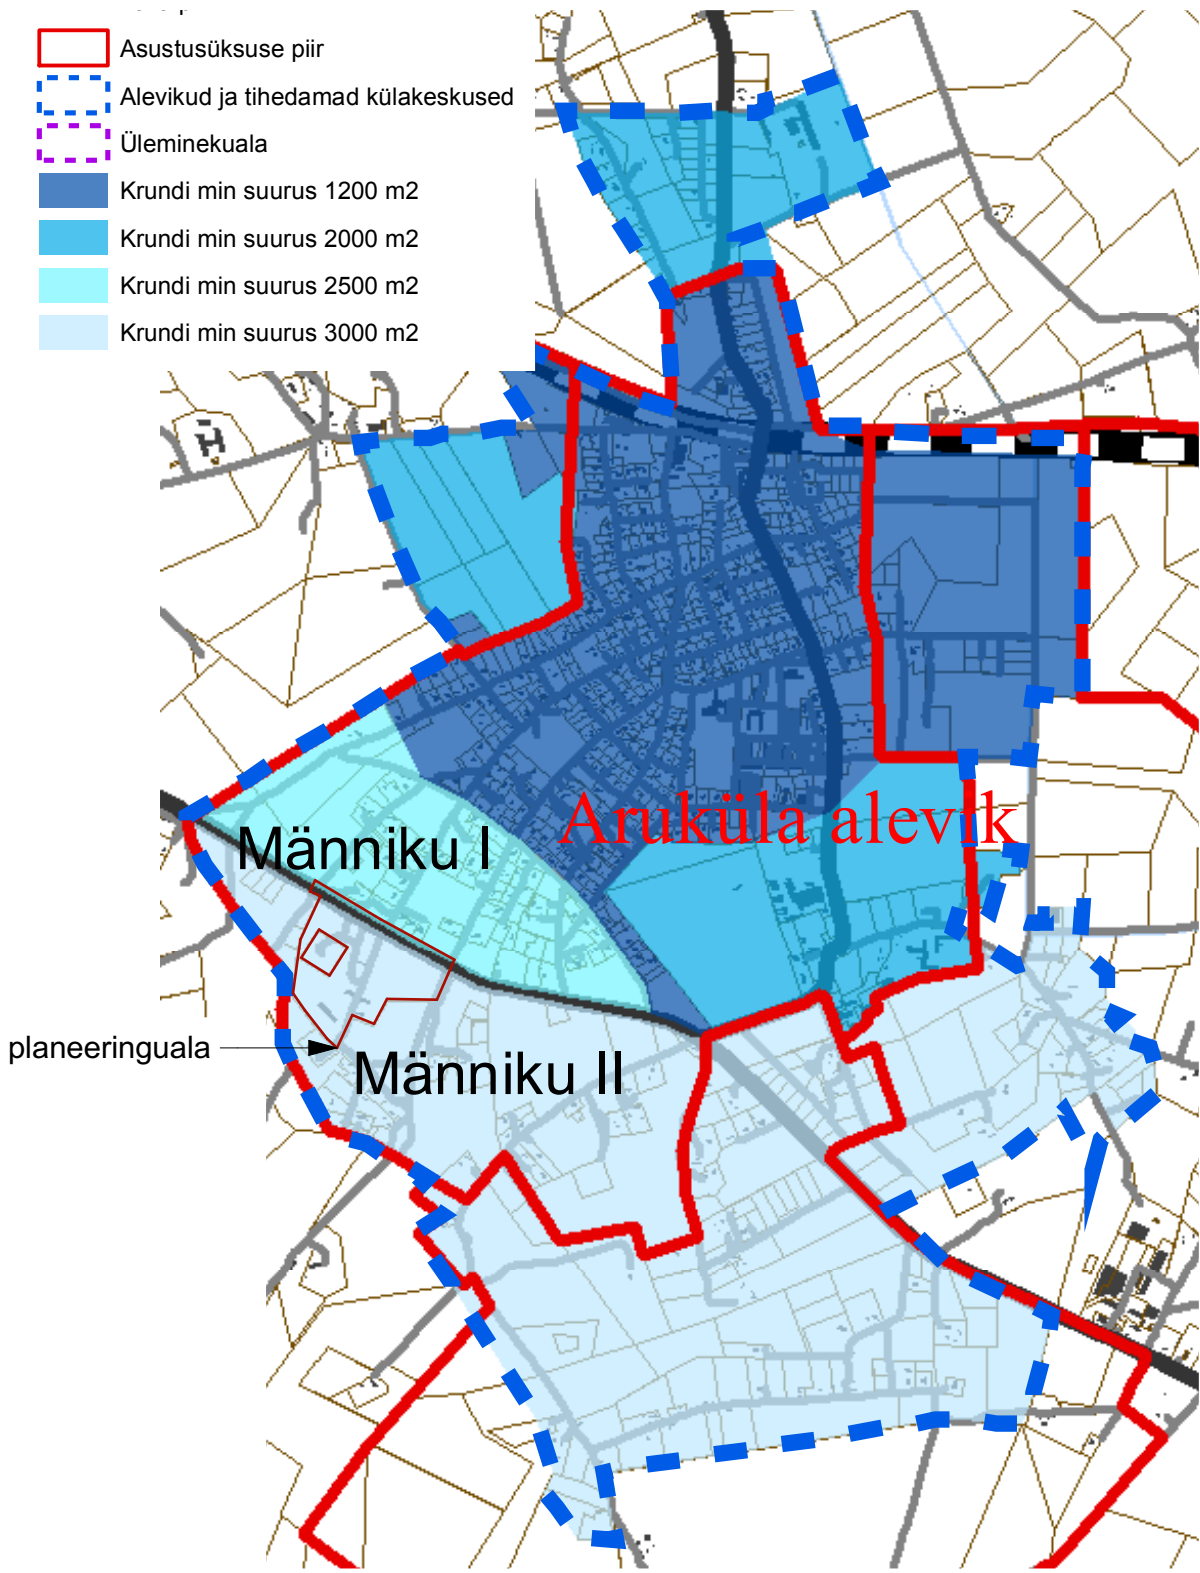 Asustusüksuse piir
Alevikud ja tihedamad külakeskused
Üleminekuala
Krundi min suurus 1200 m2
Krundi min suurus 2000 m2
Krundi min suurus 2500 m2
Krundi min suurus 3000 m2
Aruküla alevik
Männiku I
planeeringuala
Männiku II